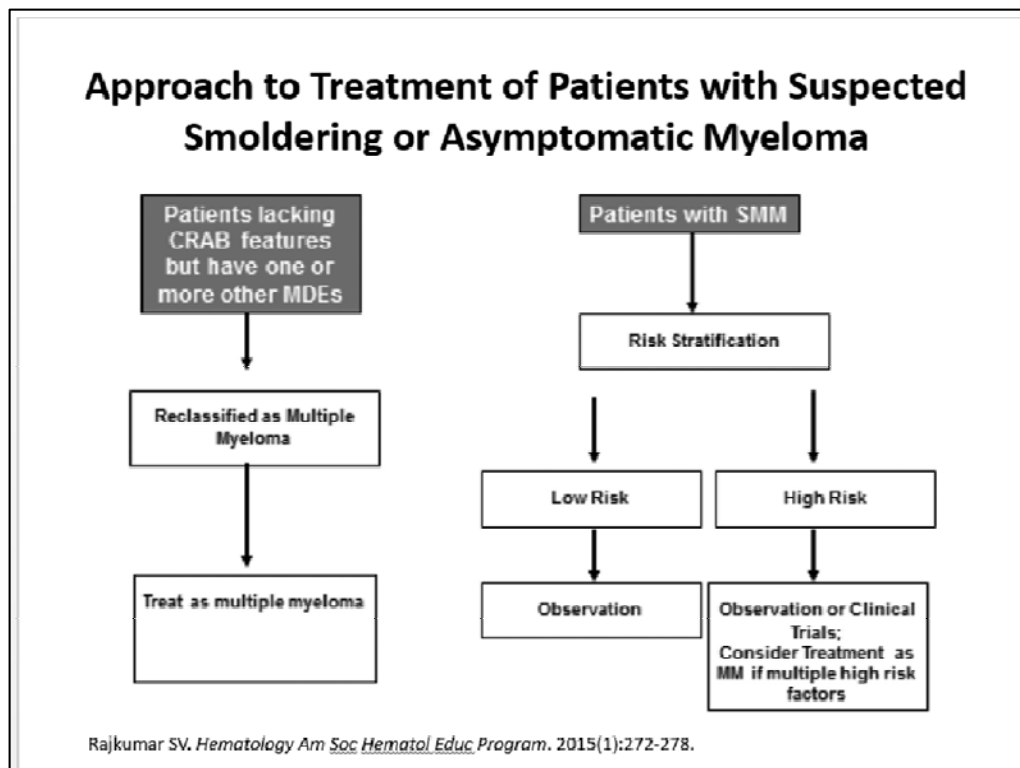 Approach to Treatment of Patients with Suspected
Smoldering or Asymptomatic Myeloma
Patients lacking
CRAB features
but have one or
more other MDEs
Reclassified as Multiple
Myeloma
Treat as multiple myeloma
Patients with SMM
Risk Stratification
Low Risk
High Risk
Observation
Observation or Clinical
Trials;
Consider Treatment as
MM if multiple high risk
factors
Rajkumar SV. Hematology Am Soc Hematol Educ Program. 2015(1):272-278.